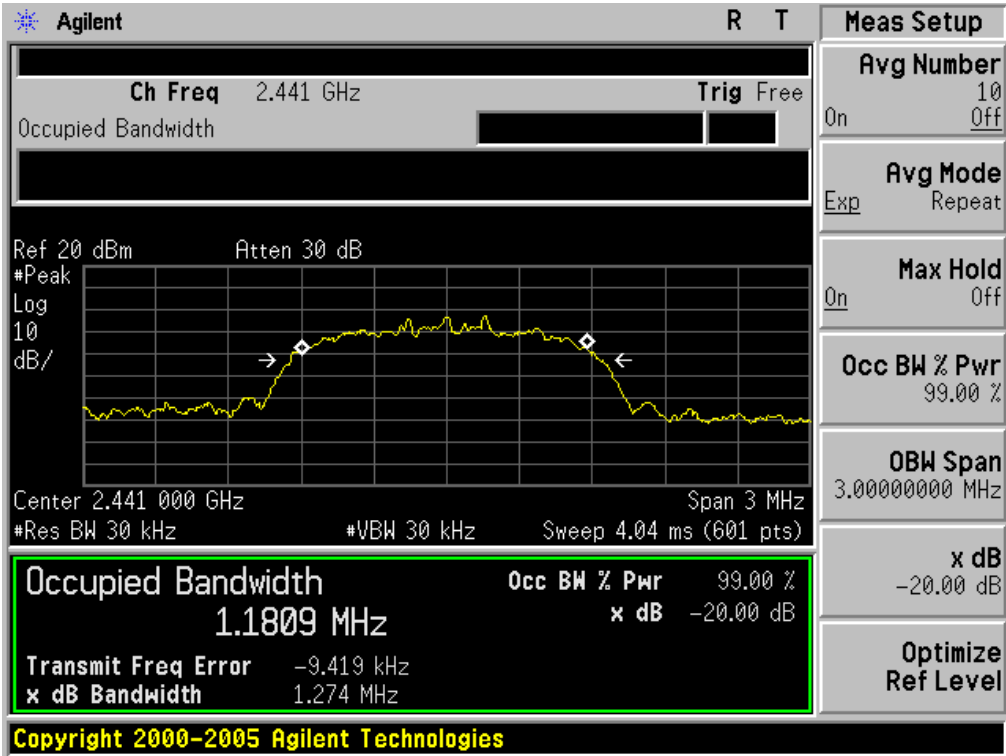 Agilent R T
Ch Freq 2.441 GHz Trig Free
Occupied Bandwidth
Ref 20 dBm Atten 30 dB
#Peak
Log
10
dB/
Center 2.441 000 GHz Span 3 MHz
#Res BW 30 kHz #VBW 30 kHz Sweep 4.04 ms (601 pts)
Occupied Bandwidth Occ BW % Pwr 99.00 %
1.1809 MHz x dB -20.00 dB
Transmit Freq Error -9.419 kHz
x dB Bandwidth 1.274 MHz
Copyright 2000-2005 Agilent Technologies
Meas Setup
Avg Number
10
On Off
Avg Mode
Exp Repeat
Max Hold
On Off
Occ BW % Pwr
99.00 %
OBW Span
3.00000000 MHz
x dB
-20.00 dB
Optimize
Ref Level